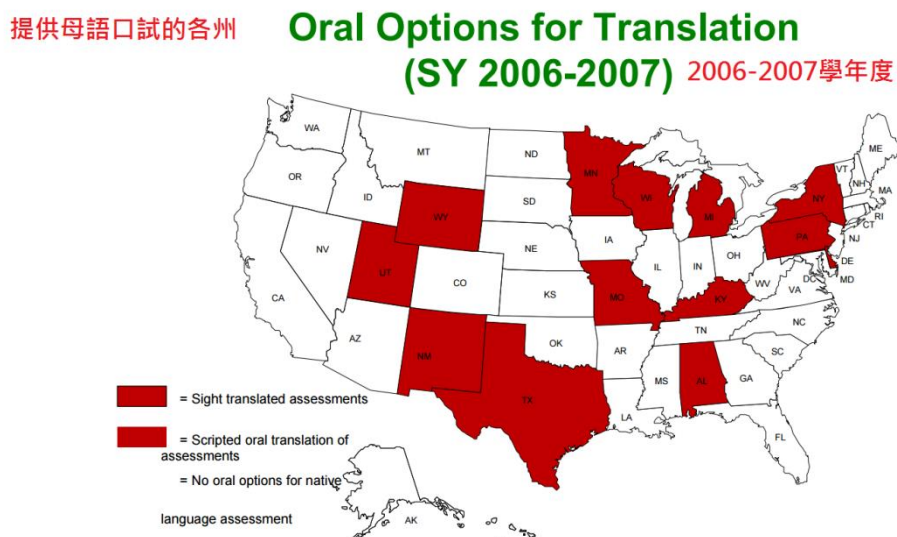 提供母語口試的各州
Oral Options for Translation
(SY 2006-2007)
2006-2007學年度
WA
MT
ND
MN
ME
OR
ID
WY
SD
WI
MI
VT
NH
NY
MA
RI
CT
NV
UT
CO
NE
IA
IL
IN
OH
PA
NJ
DE
MD
DC
WV
VA
CA
KS
MO
KY
AZ
NM
OK
AR
TN
NC
SC
TX
LA
MS
AL
GA
FL
AK
= Sight translated assessments
= Scripted oral translation of
assessments
= No oral options for native
language assessment